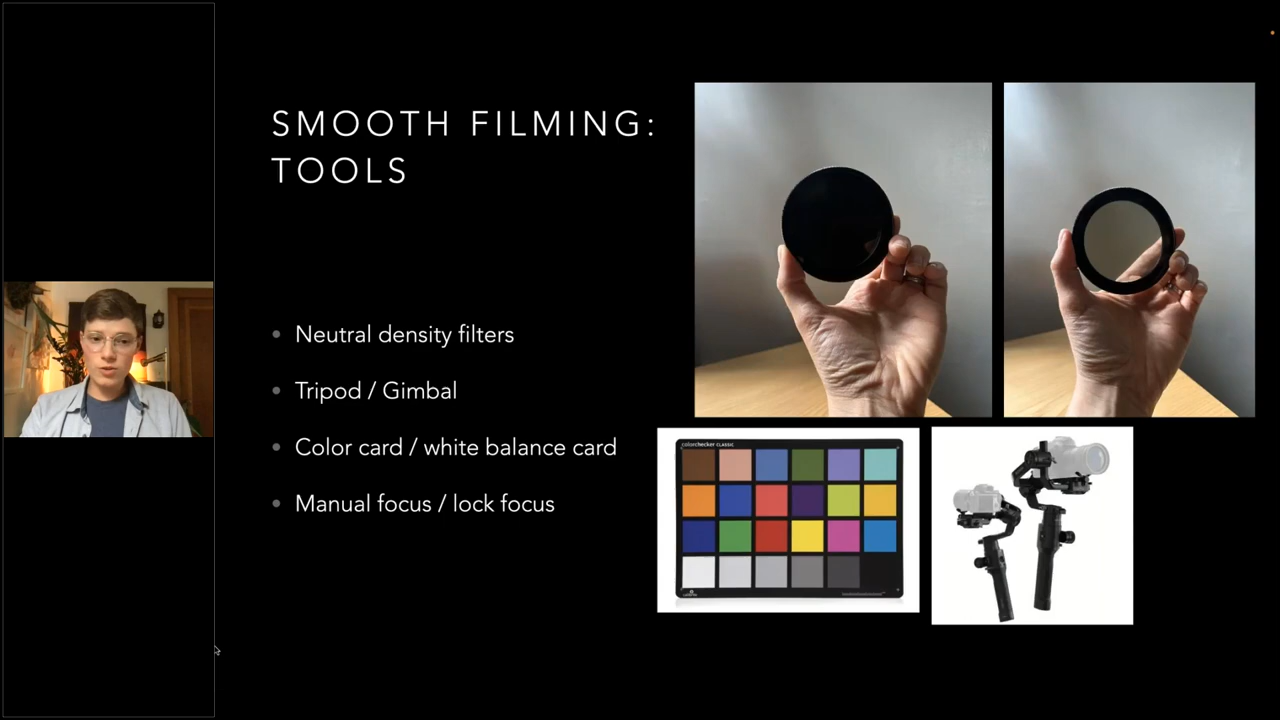 SMOOTH FILMING:
TOOLS
Neutral density filters
Tripod / Gimbal
Color card / white balance card
Manual focus / lock focus
colorchecker CLASSIC